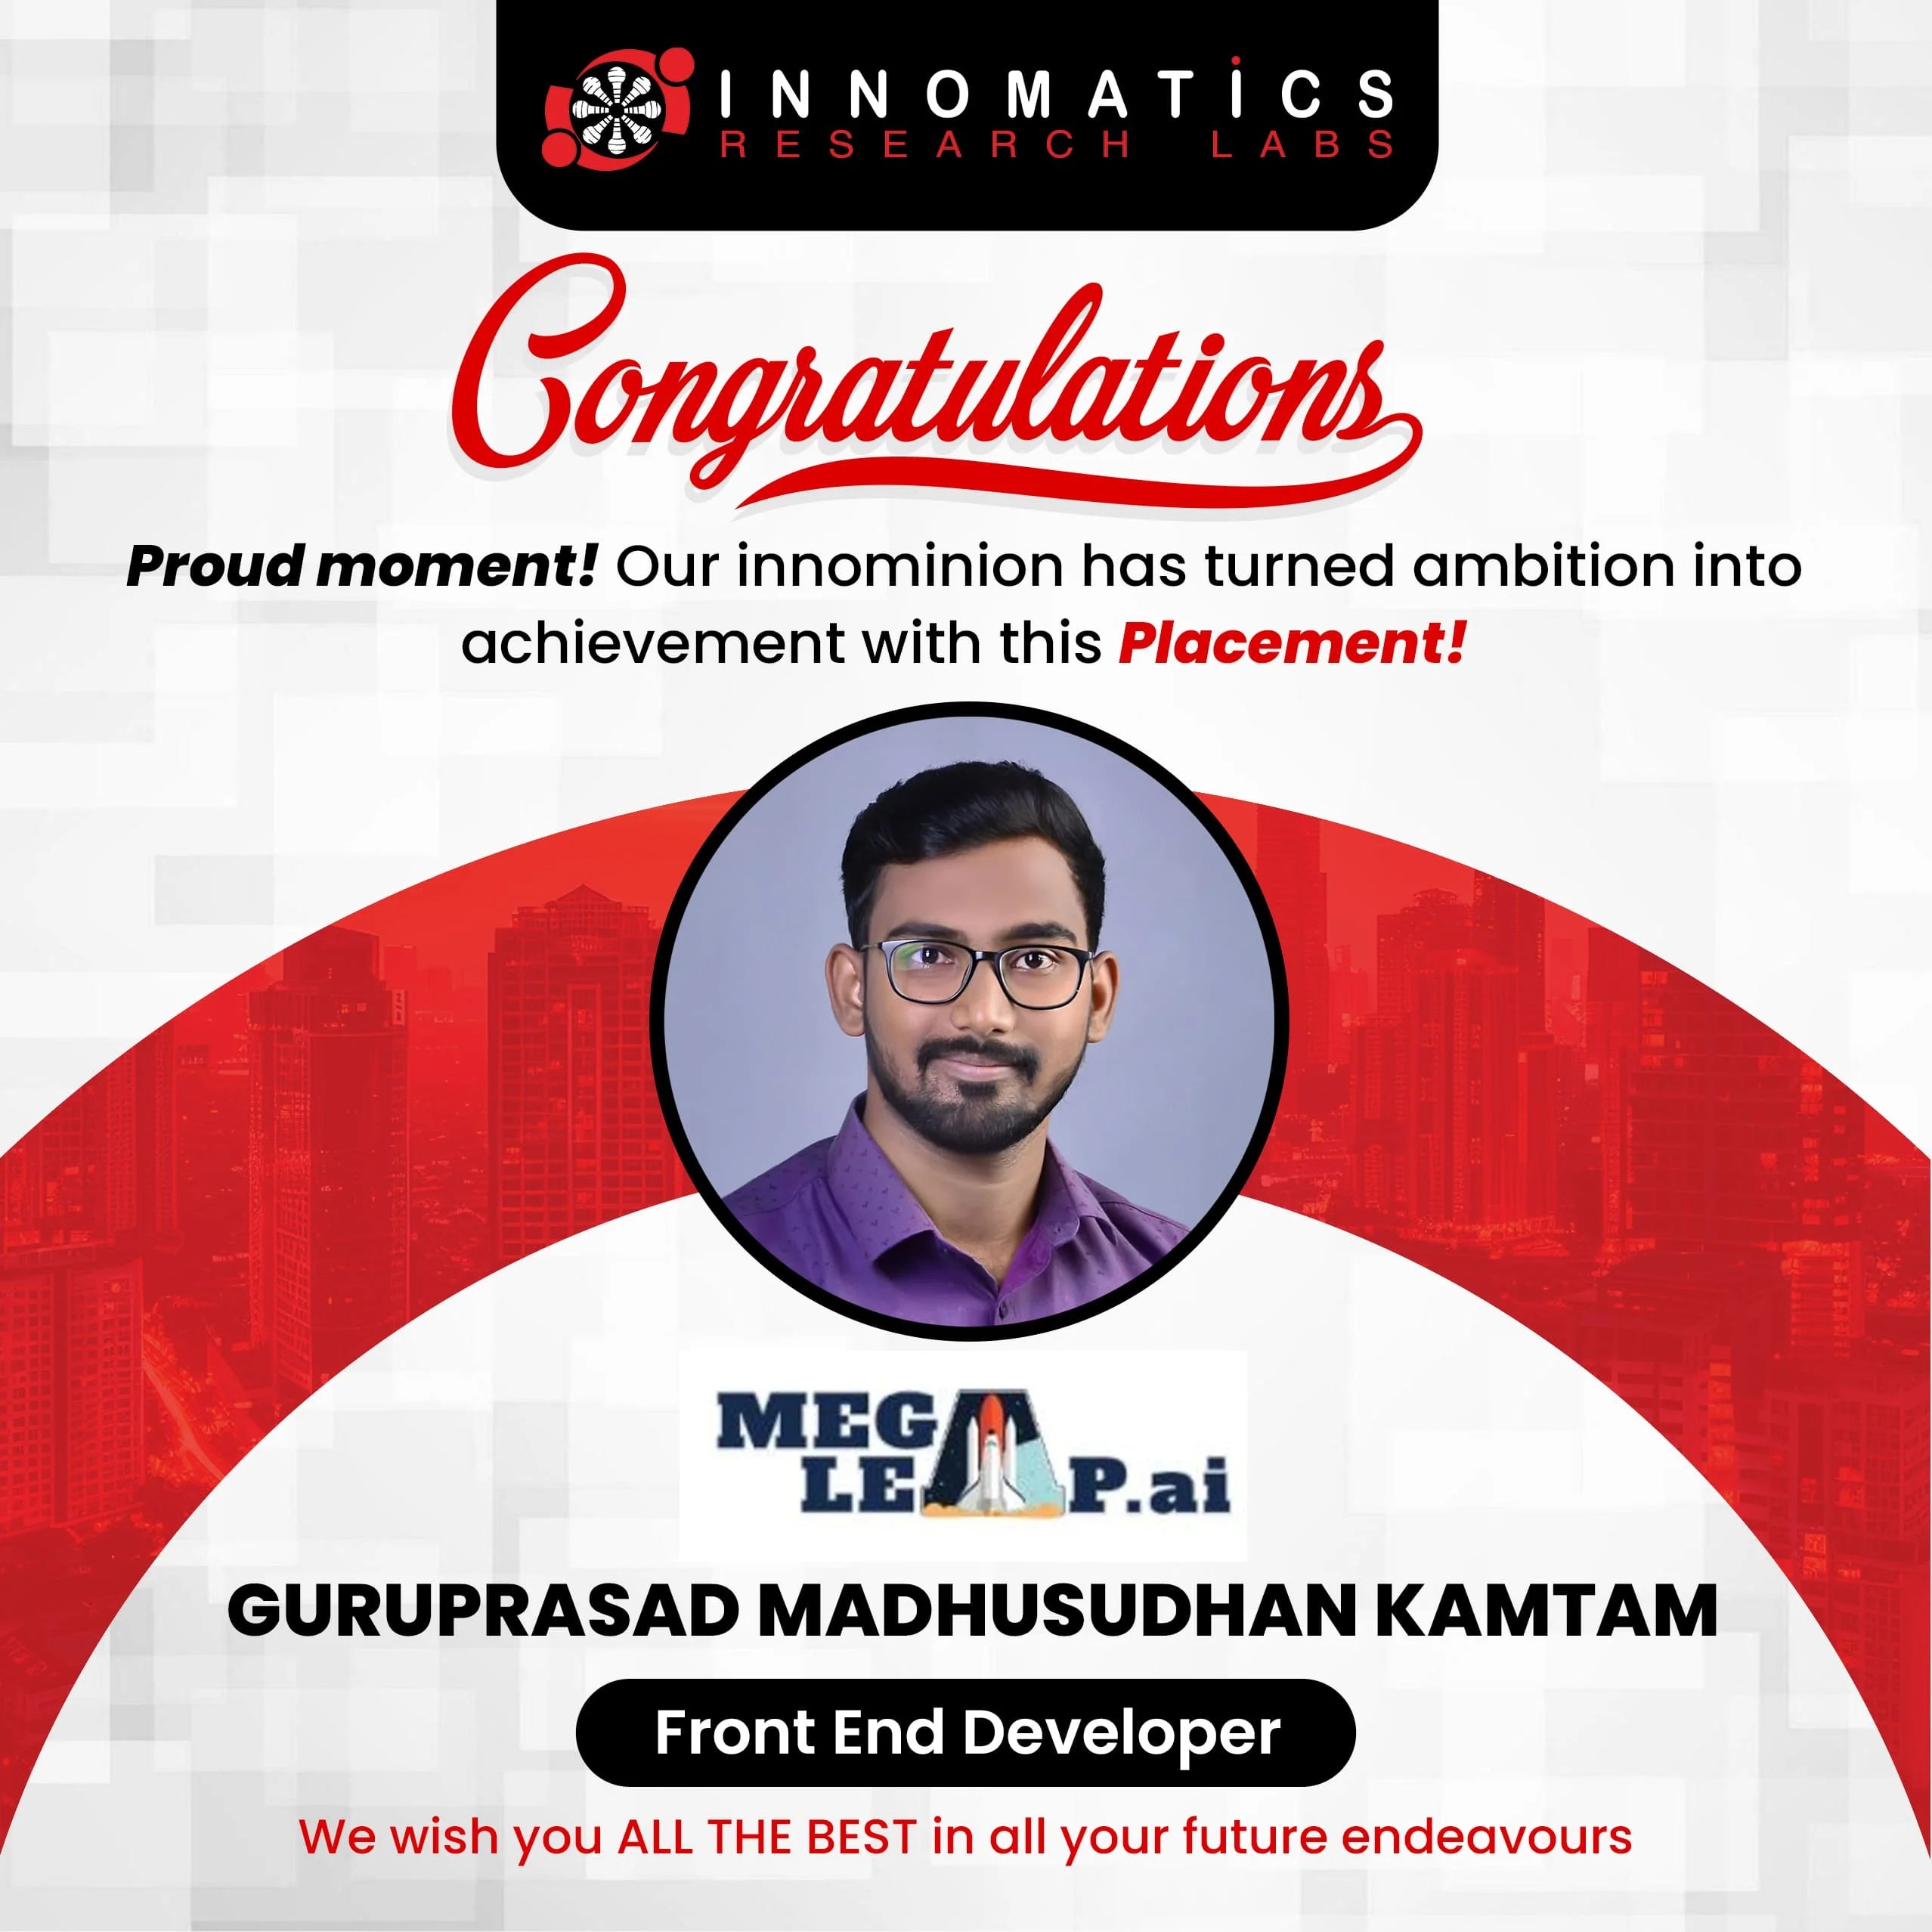 INNOMATICS
RESEARCH LABS
Congratulations
Proud moment! Our innominion has turned ambition into
achievement with this Placement!
MEGA
LEAP.ai
GURUPRASAD MADHUSUDHAN KAMTAM
Front End Developer
We wish you ALL THE BEST in all your future endeavours